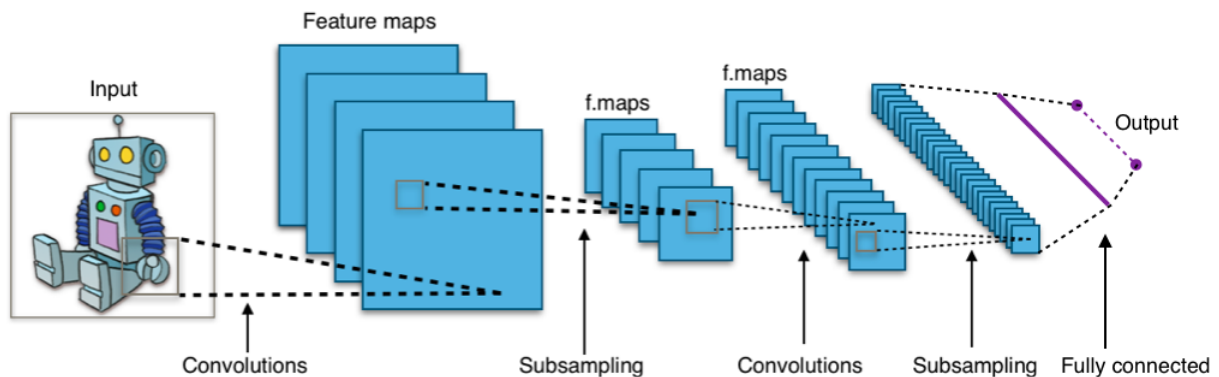 Feature maps
Input
f.maps
f.maps
Output
Convolutions
Subsampling
Convolutions
Subsampling
Fully connected